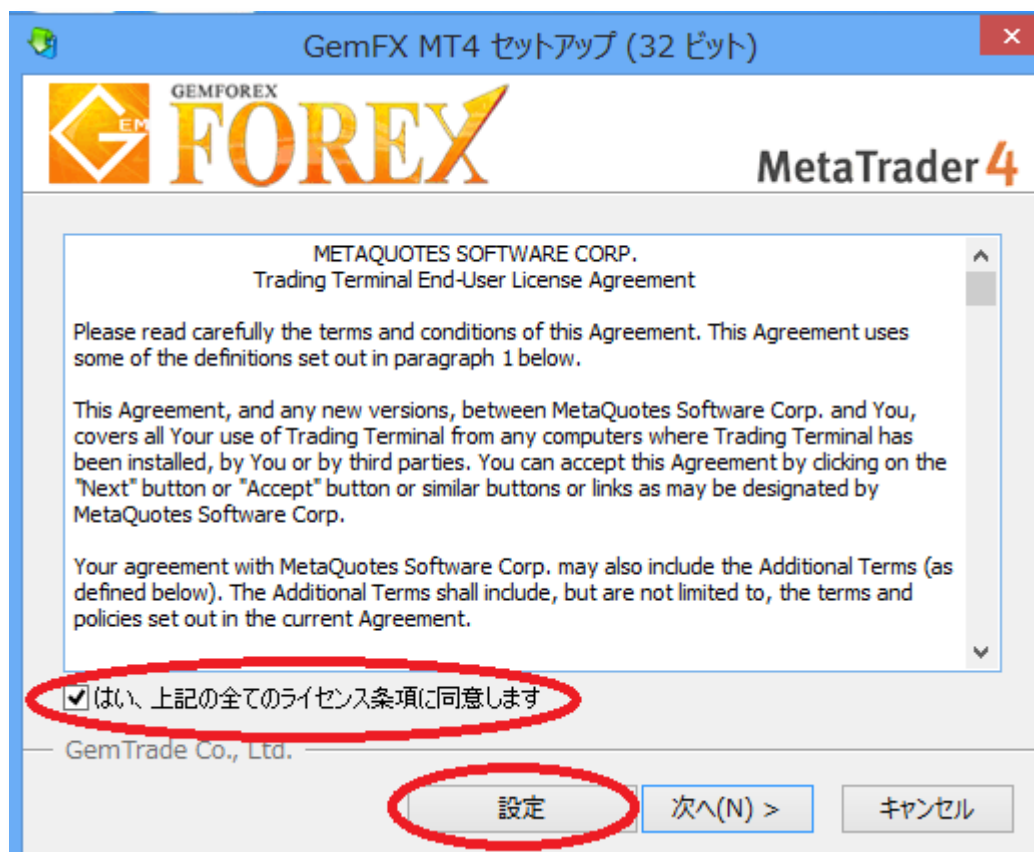 GemFX MT4 セットアップ (32 ビット)
GEMFOREX
GEM
FOREX
MetaTrader 4
METAQUOTES SOFTWARE CORP.
Trading Terminal End-User License Agreement
Please read carefully the terms and conditions of this Agreement. This Agreement uses
some of the definitions set out in paragraph 1 below.
This Agreement, and any new versions, between MetaQuotes Software Corp. and You,
covers all Your use of Trading Terminal from any computers where Trading Terminal has
been installed, by You or by third parties. You can accept this Agreement by clicking on the
"Next" button or "Accept" button or similar buttons or links as may be designated by
MetaQuotes Software Corp.
Your agreement with MetaQuotes Software Corp. may also include the Additional Terms (as
defined below). The Additional Terms shall include, but are not limited to, the terms and
policies set out in the current Agreement.
はい、上記の全てのライセンス条項に同意します
GemTrade Co., Ltd.
設定 次へ(N) > キャンセル